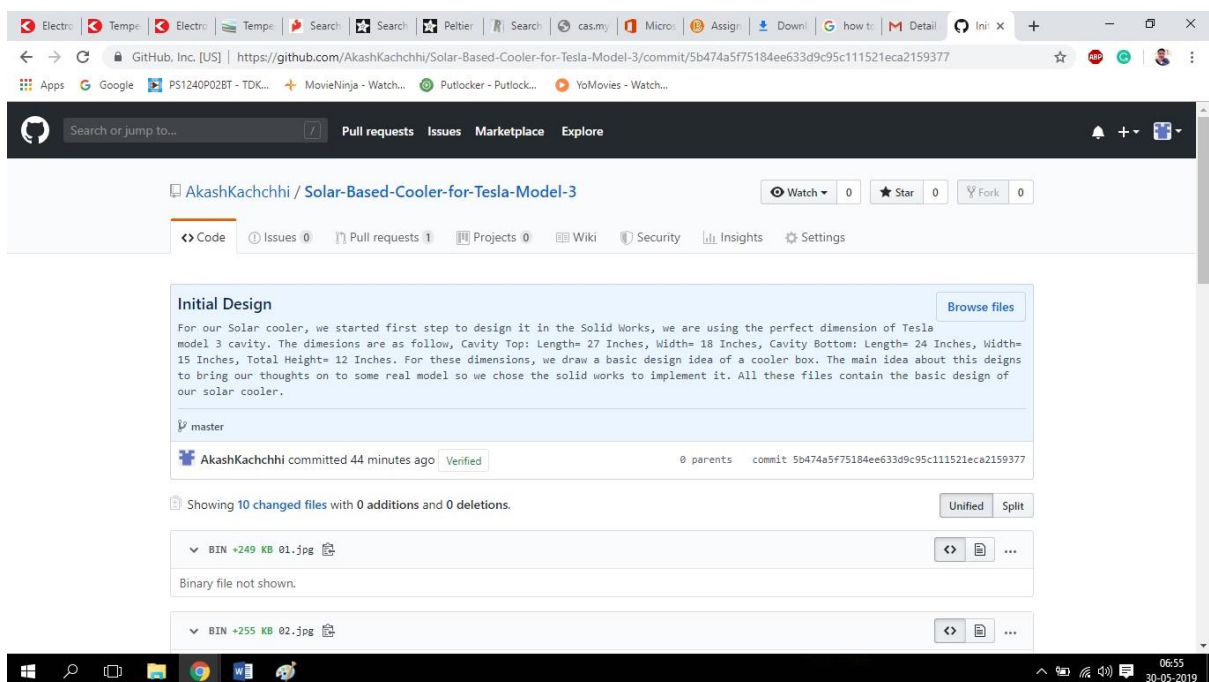 Electro
Tempe
Electro
Tempe
Search
Search
Peltier
Search
cas.my
Micros
Assign
Downl
how to
Detail
Init
GitHub, Inc. [US] | https://github.com/AkashKachchhi/Solar-Based-Cooler-for-Tesla-Model-3/commit/5b474a5f75184ee633d9c95c111521eca2159377
Apps Google PS1240P02BT - TDK... MovieNinja - Watch... Putlocker - Putlock... YoMovies - Watch...
Search or jump to... / Pull requests Issues Marketplace Explore
AkashKachchhi / Solar-Based-Cooler-for-Tesla-Model-3 Watch 0 Star 0 Fork 0
Code Issues 0 Pull requests 1 Projects 0 Wiki Security Insights Settings
Initial Design Browse files
For our Solar cooler, we started first step to design it in the Solid Works, we are using the perfect dimension of Tesla
model 3 cavity. The dimesions are as follow, Cavity Top: Length= 27 Inches, Width= 18 Inches, Cavity Bottom: Length= 24 Inches, Width=
15 Inches, Total Height= 12 Inches. For these dimensions, we draw a basic design idea of a cooler box. The main idea about this deigns
to bring our thoughts on to some real model so we chose the solid works to implement it. All these files contain the basic design of
our solar cooler.
master
AkashKachchhi committed 44 minutes ago Verified 0 parents commit 5b474a5f75184ee633d9c95c111521eca2159377
Showing 10 changed files with 0 additions and 0 deletions. Unified Split
BIN +249 KB 01.jpg ...
Binary file not shown.
BIN +255 KB 02.jpg ...
06:55
30-05-2019